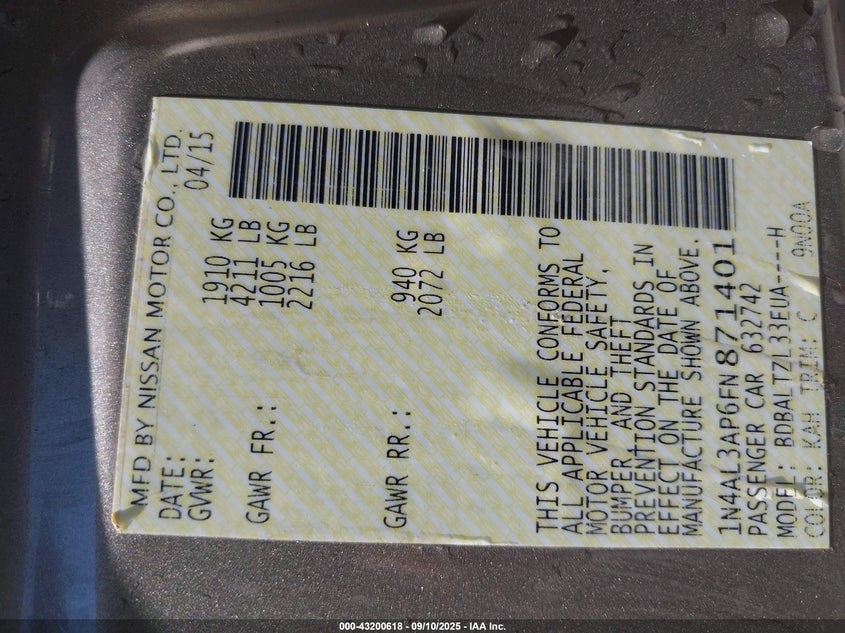 MFD BY NISSAN MOTOR CO., LTD.
DATE: 04/15
GVWR: 1910 KG
4211 LB
GAWR FR.: 1005 KG
2216 LB
GAWR RR.: 940 KG
2072 LB
THIS VEHICLE CONFORMS TO
ALL APPLICABLE FEDERAL
MOTOR VEHICLE SAFETY,
BUMPER AND THEFT
PREVENTION STANDARDS IN
EFFECT ON THE DATE OF
MANUFACTURE SHOWN ABOVE.
1N4AL3AP6FN871401
PASSENGER CAR 632742
MODEL: BDBALTZL33EUA----H
COLOR: KAH TRIM: C 9N00A
000-43200618 - 09/10/2025 - IAA Inc.